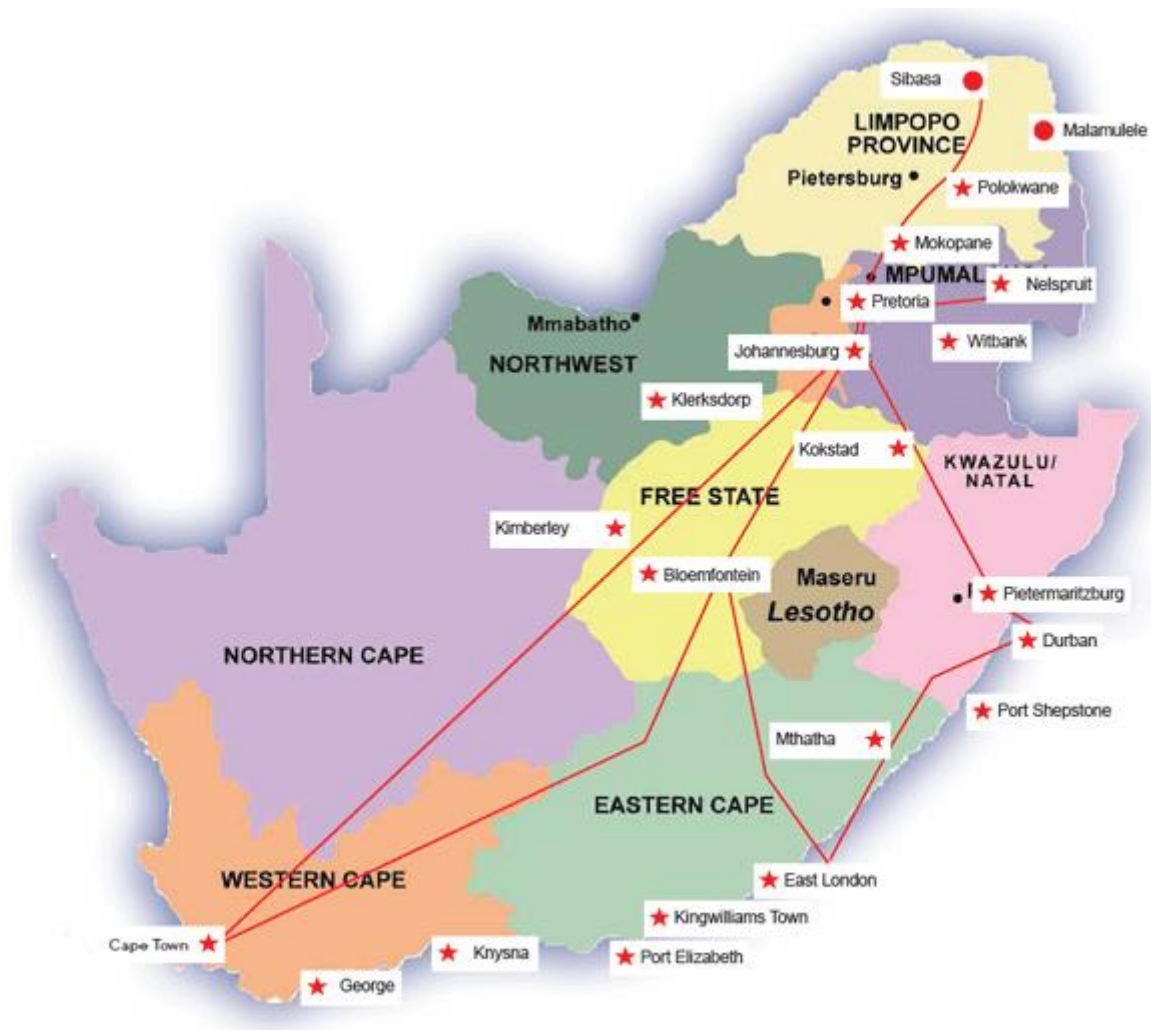 Sibasa
LIMPOPO
PROVINCE
Malamulele
Pietersburg
Polokwane
Mokopane
Nelspruit
Pretoria
Mmabatho
Witbank
Johannesburg
NORTHWEST
Klerksdorp
Kokstad
KWAZULU/
NATAL
FREE STATE
Kimberley
Bloemfontein
Maseru
Lesotho
Pietermaritzburg
Durban
NORTHERN CAPE
Port Shepstone
Mthatha
EASTERN CAPE
WESTERN CAPE
East London
Kingwilliams Town
Cape Town
Knysna
Port Elizabeth
George